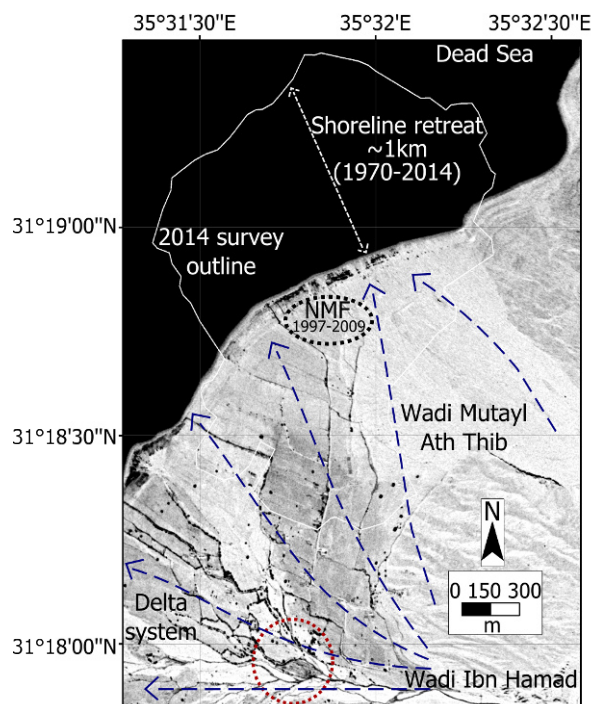 35°31'30"E
35°32'E
35°32'30"E
Dead Sea
Shoreline retreat
~1km
(1970-2014)
31°19'00"N
2014 survey
outline
NMF
1997-2009
Wadi Mutayl
Ath Thib
31°18'30"N
N
0 150 300
m
Delta
system
31°18'00"N
Wadi Ibn Hamad